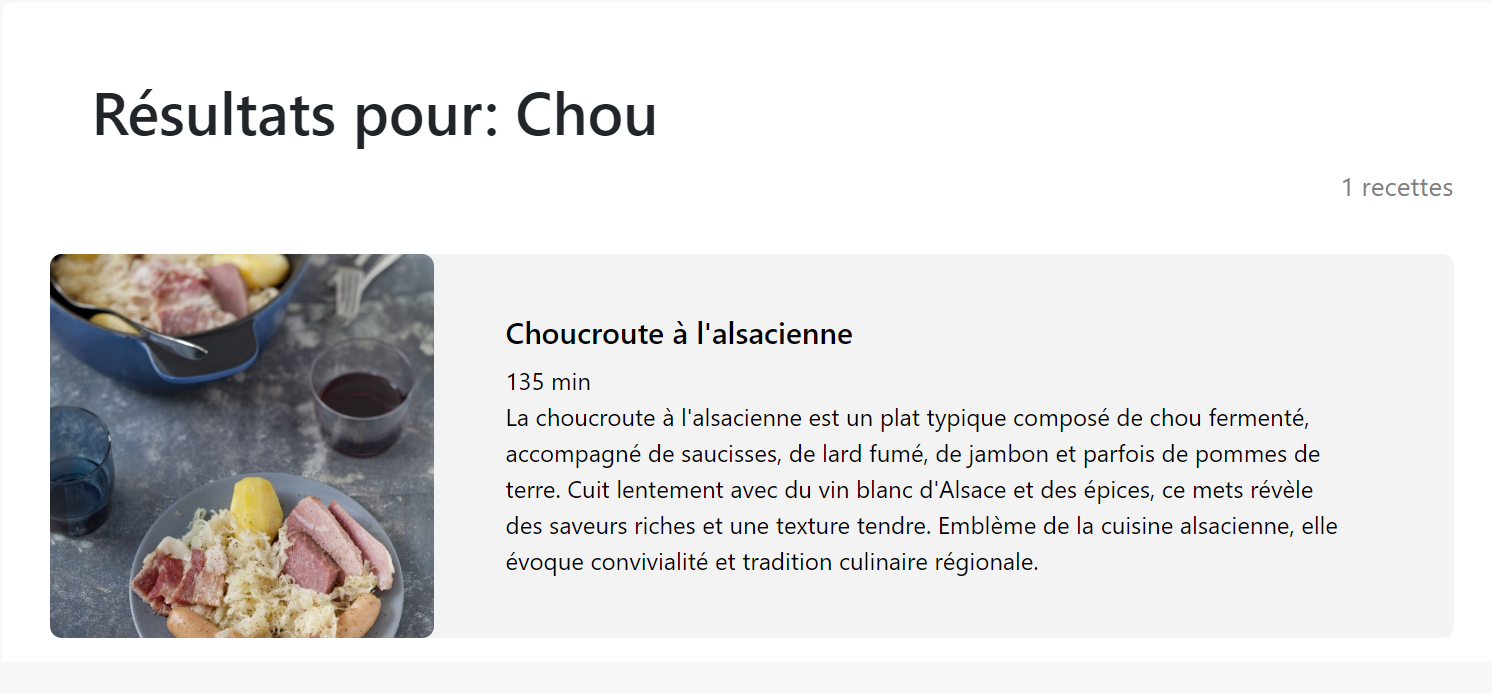 Résultats pour: Chou
1 recettes
Choucroute à l'alsacienne
135 min
La choucroute à l'alsacienne est un plat typique composé de chou fermenté,
accompagné de saucisses, de lard fumé, de jambon et parfois de pommes de
terre. Cuit lentement avec du vin blanc d'Alsace et des épices, ce mets révèle
des saveurs riches et une texture tendre. Emblème de la cuisine alsacienne, elle
évoque convivialité et tradition culinaire régionale.